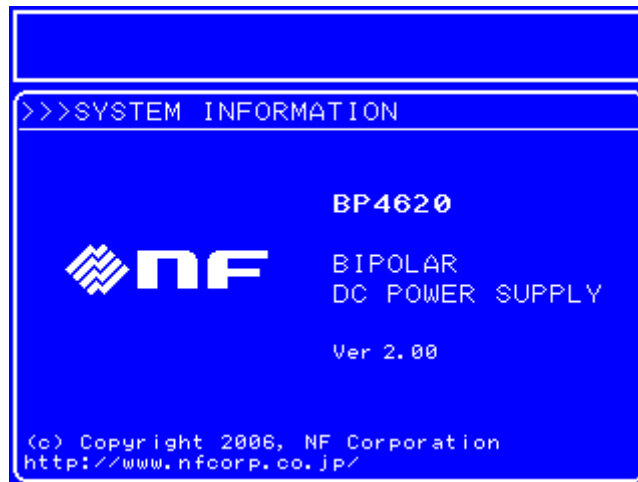 >>>SYSTEM INFORMATION
BP4620
nF
BIPOLAR
DC POWER SUPPLY
Ver 2.00
(c) Copyright 2006, NF Corporation
http://www.nfcorp.co.jp/